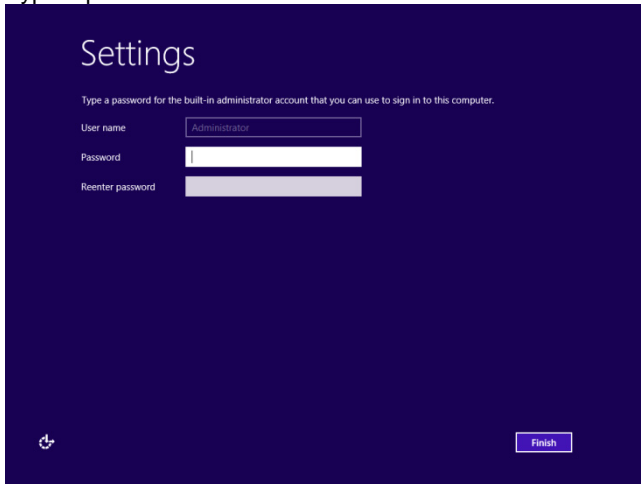 Settings
Type a password for the built-in administrator account that you can use to sign in to this computer.
User name Administrator
Password
Reenter password
Finish